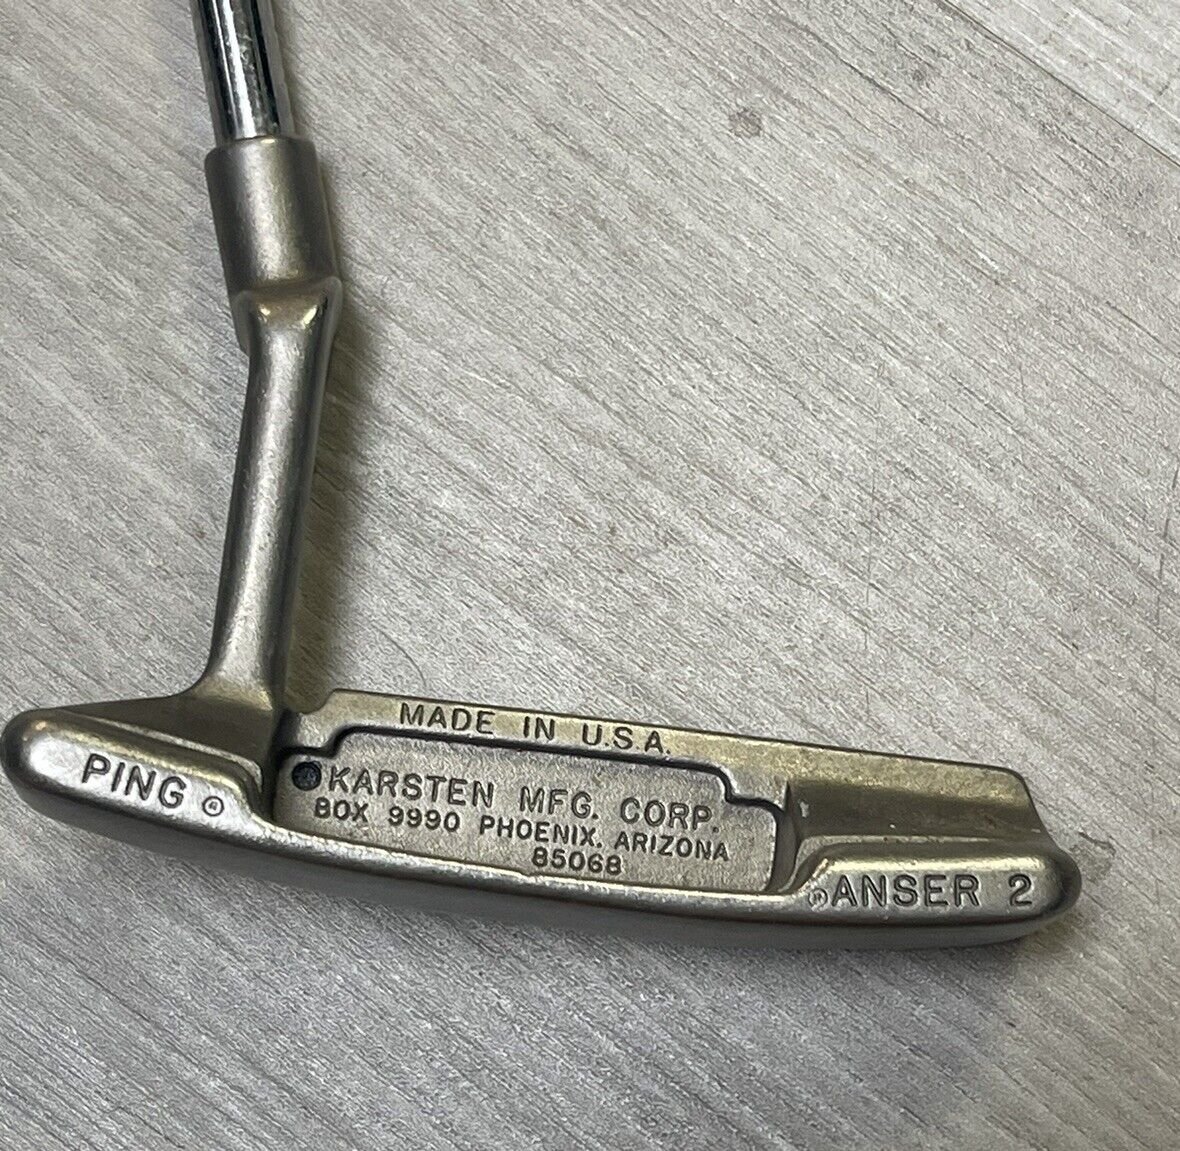 MADE IN U.S.A.
PING ®
KARSTEN MFG. CORP.
BOX 9990 PHOENIX, ARIZONA
85068
®ANSER 2